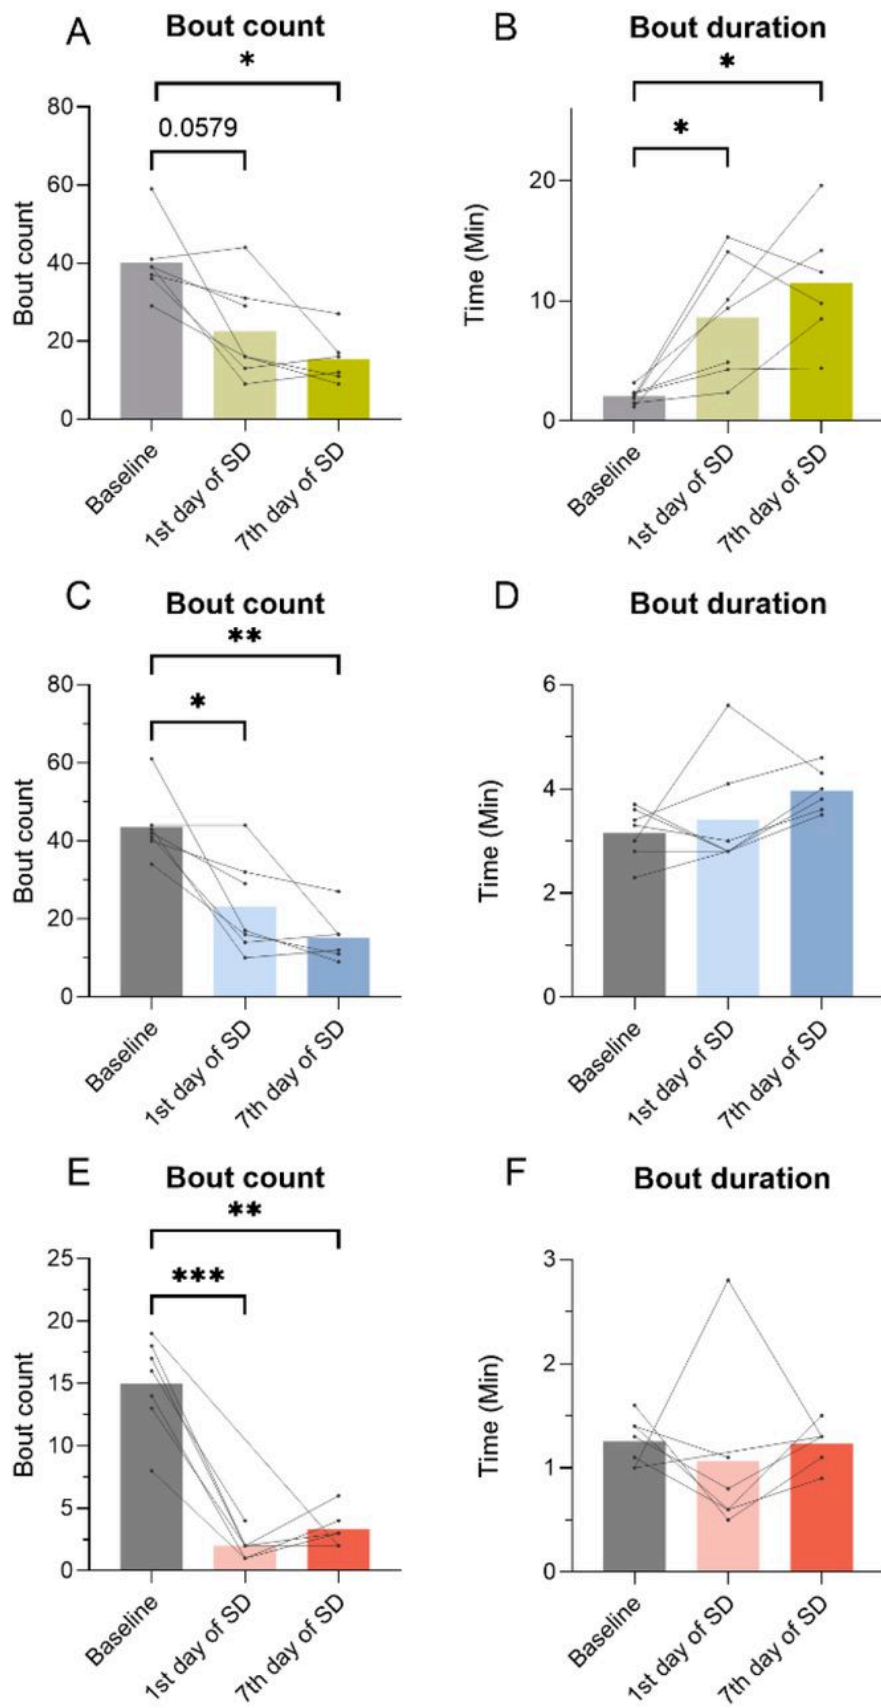 A
Bout count
*
0.0579
80
60
40
20
0
Bout count
Baseline
1st day of SD
7th day of SD
B
Bout duration
*
*
20
10
0
Time (Min)
Baseline
1st day of SD
7th day of SD
C
Bout count
**
*
80
60
40
20
0
Bout count
Baseline
1st day of SD
7th day of SD
D
Bout duration
6
4
2
0
Time (Min)
Baseline
1st day of SD
7th day of SD
E
Bout count
**
***
25
20
15
10
5
0
Bout count
Baseline
1st day of SD
7th day of SD
F
Bout duration
3
2
1
0
Time (Min)
Baseline
1st day of SD
7th day of SD